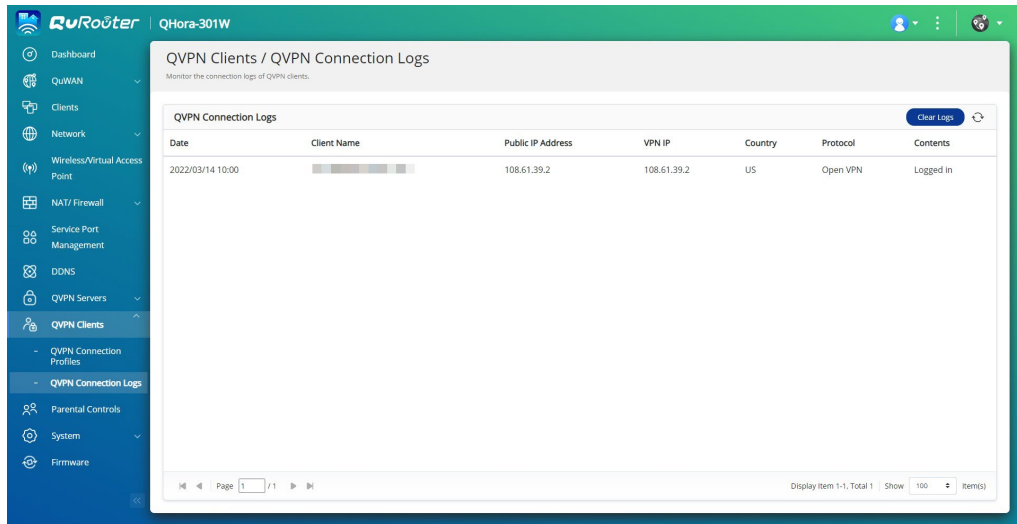 QuRouter QHora-301W
Dashboard
QuWAN
Clients
Network
Wireless/Virtual Access
Point
NAT/ Firewall
Service Port
Management
DDNS
QVPN Servers
QVPN Clients
- QVPN Connection
Profiles
- QVPN Connection Logs
Parental Controls
System
Firmware
QVPN Clients / QVPN Connection Logs
Monitor the connection logs of QVPN clients.
QVPN Connection Logs Clear Logs
Date Client Name Public IP Address VPN IP Country Protocol Contents
2022/03/14 10:00 108.61.39.2 108.61.39.2 US Open VPN Logged in
Page 1 / 1 Display item 1-1, Total 1 Show 100 Item(s)